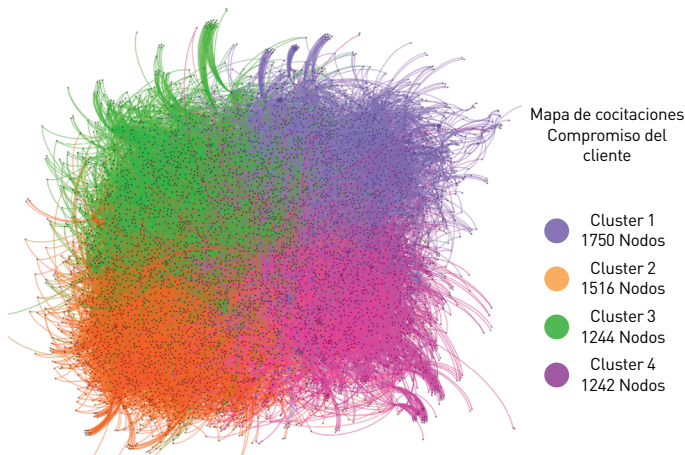 Mapa de cocitaciones
Compromiso del
cliente
Cluster 1
1750 Nodos
Cluster 2
1516 Nodos
Cluster 3
1244 Nodos
Cluster 4
1242 Nodos